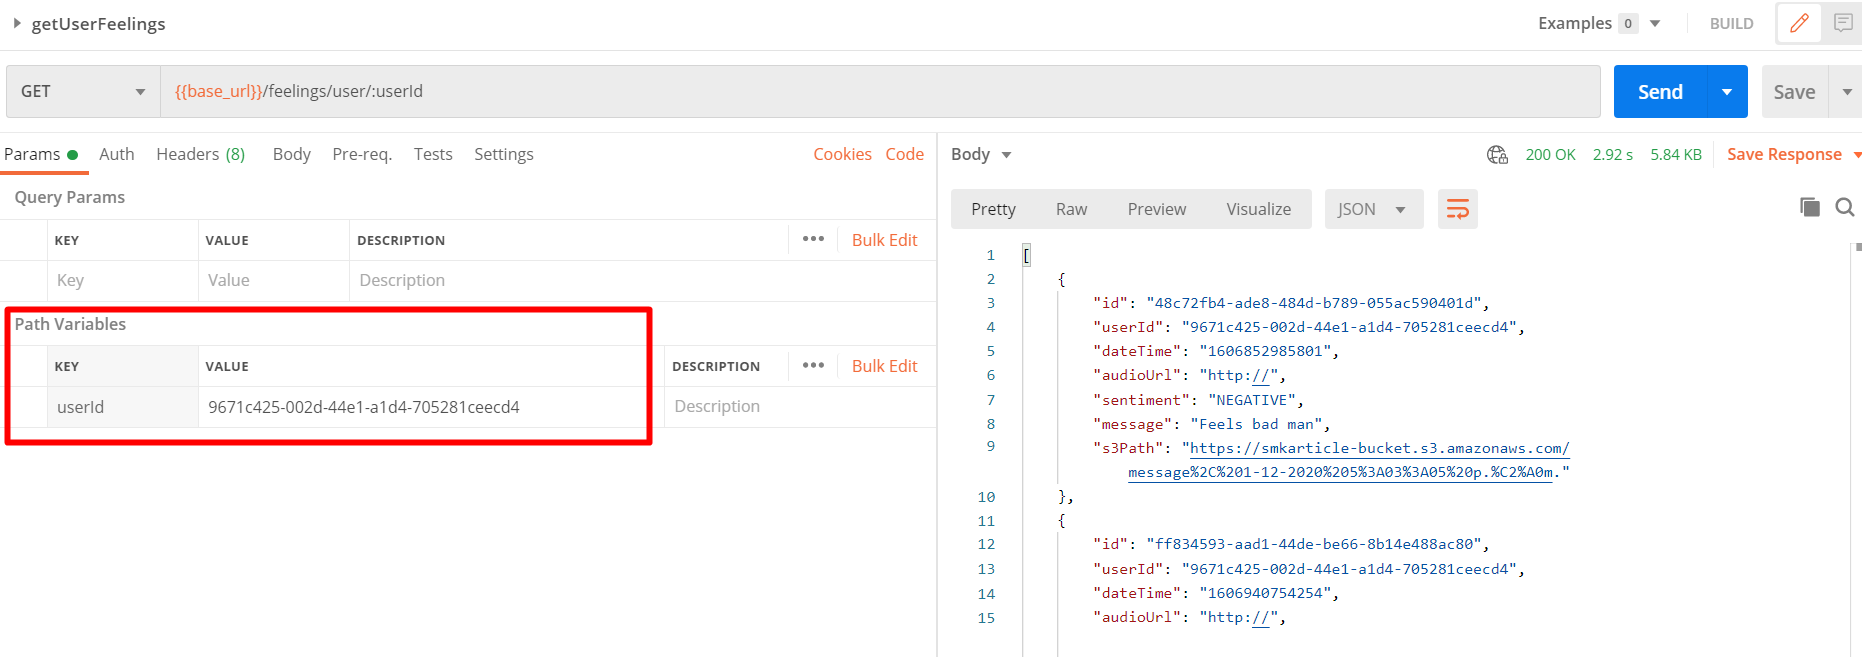 getUserFeelings
Examples 0 BUILD
GET {{base_url}}/feelings/user/:userId Send Save
Params Auth Headers (8) Body Pre-req. Tests Settings Cookies Code
Query Params
KEY VALUE DESCRIPTION ••• Bulk Edit
Key Value Description
Path Variables
KEY VALUE DESCRIPTION ••• Bulk Edit
userId 9671c425-002d-44e1-a1d4-705281ceecd4 Description
Body 200 OK 2.92 s 5.84 KB Save Response
Pretty Raw Preview Visualize JSON
1 [
2 {
3 "id": "48c72fb4-ade8-484d-b789-055ac590401d",
4 "userId": "9671c425-002d-44e1-a1d4-705281ceecd4",
5 "dateTime": "1606852985801",
6 "audioUrl": "http://",
7 "sentiment": "NEGATIVE",
8 "message": "Feels bad man",
9 "s3Path": "https://smkarticle-bucket.s3.amazonaws.com/
message%2C%201-12-2020%205%3A03%3A05%20p.%C2%A0m."
10 },
11 {
12 "id": "ff834593-aad1-44de-be66-8b14e488ac80",
13 "userId": "9671c425-002d-44e1-a1d4-705281ceecd4",
14 "dateTime": "1606940754254",
15 "audioUrl": "http://",